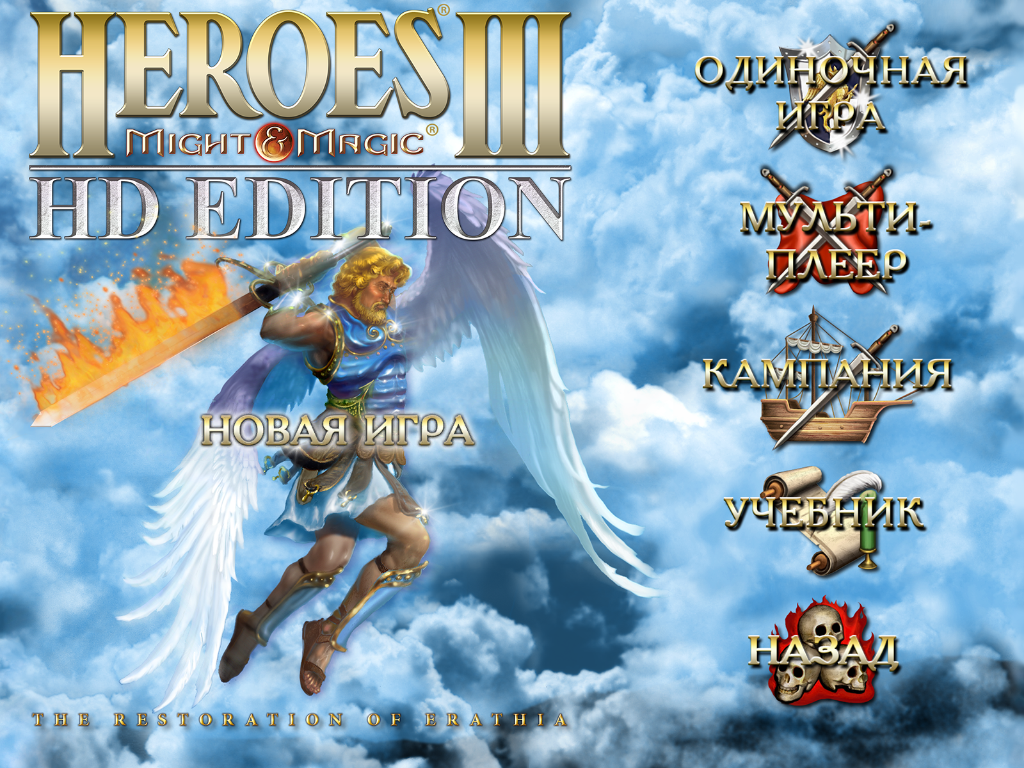 HEROES® III
MIGHT & MAGIC®
HD EDITION
НОВАЯ ИГРА
THE RESTORATION OF ERATHIA
ОДИНОЧНАЯ
ИГРА
МУЛЬТИ-
ПЛЕЕР
КАМПАНИЯ
УЧЕБНИК
НАЗАД